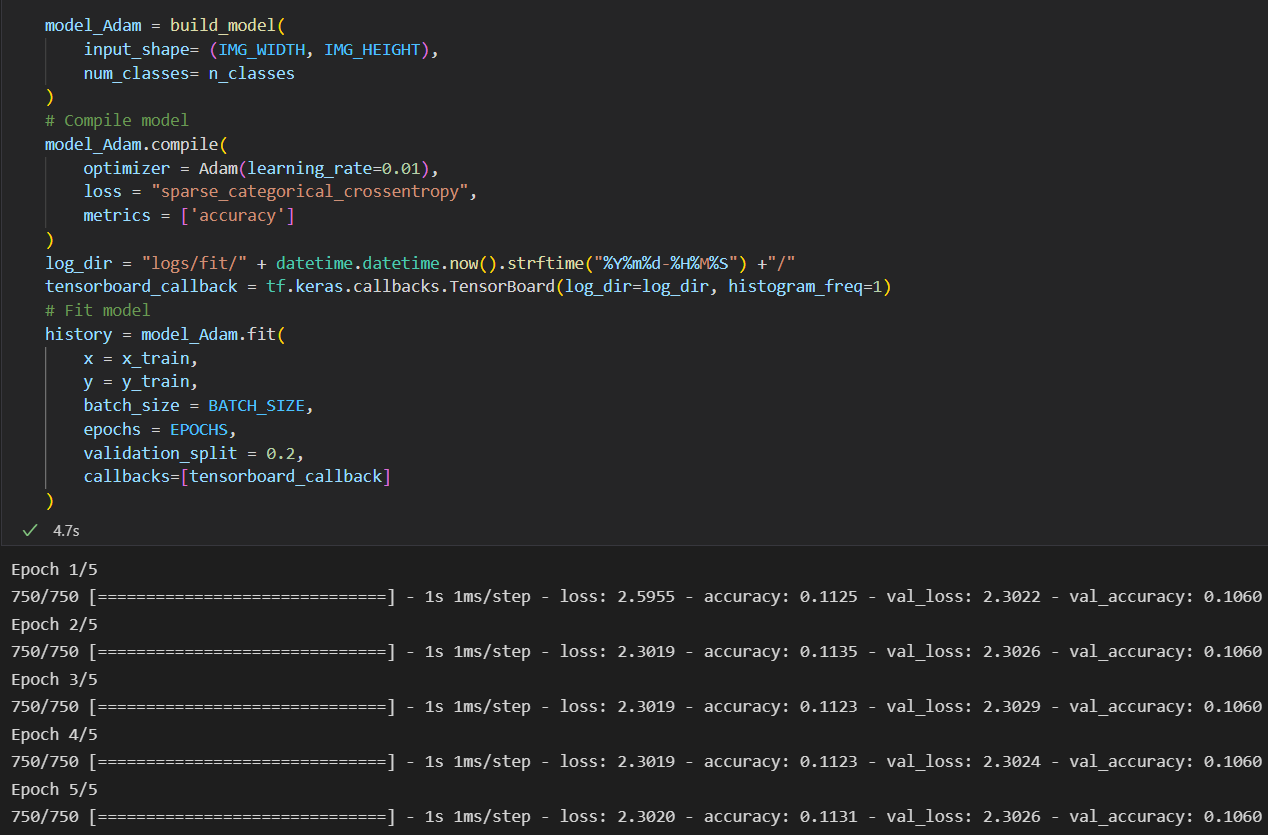 model_Adam = build_model(
    input_shape= (IMG_WIDTH, IMG_HEIGHT),
    num_classes= n_classes
)
# Compile model
model_Adam.compile(
    optimizer = Adam(learning_rate=0.01),
    loss = "sparse_categorical_crossentropy",
    metrics = ['accuracy']
)
log_dir = "logs/fit/" + datetime.datetime.now().strftime("%Y%m%d-%H%M%S") +"/"
tensorboard_callback = tf.keras.callbacks.TensorBoard(log_dir=log_dir, histogram_freq=1)
# Fit model
history = model_Adam.fit(
    x = x_train,
    y = y_train,
    batch_size = BATCH_SIZE,
    epochs = EPOCHS,
    validation_split = 0.2,
    callbacks=[tensorboard_callback]
)
✓ 4.7s
Epoch 1/5
750/750 [==============================] - 1s 1ms/step - loss: 2.5955 - accuracy: 0.1125 - val_loss: 2.3022 - val_accuracy: 0.1060
Epoch 2/5
750/750 [==============================] - 1s 1ms/step - loss: 2.3019 - accuracy: 0.1135 - val_loss: 2.3026 - val_accuracy: 0.1060
Epoch 3/5
750/750 [==============================] - 1s 1ms/step - loss: 2.3019 - accuracy: 0.1123 - val_loss: 2.3029 - val_accuracy: 0.1060
Epoch 4/5
750/750 [==============================] - 1s 1ms/step - loss: 2.3019 - accuracy: 0.1123 - val_loss: 2.3024 - val_accuracy: 0.1060
Epoch 5/5
750/750 [==============================] - 1s 1ms/step - loss: 2.3020 - accuracy: 0.1131 - val_loss: 2.3026 - val_accuracy: 0.1060